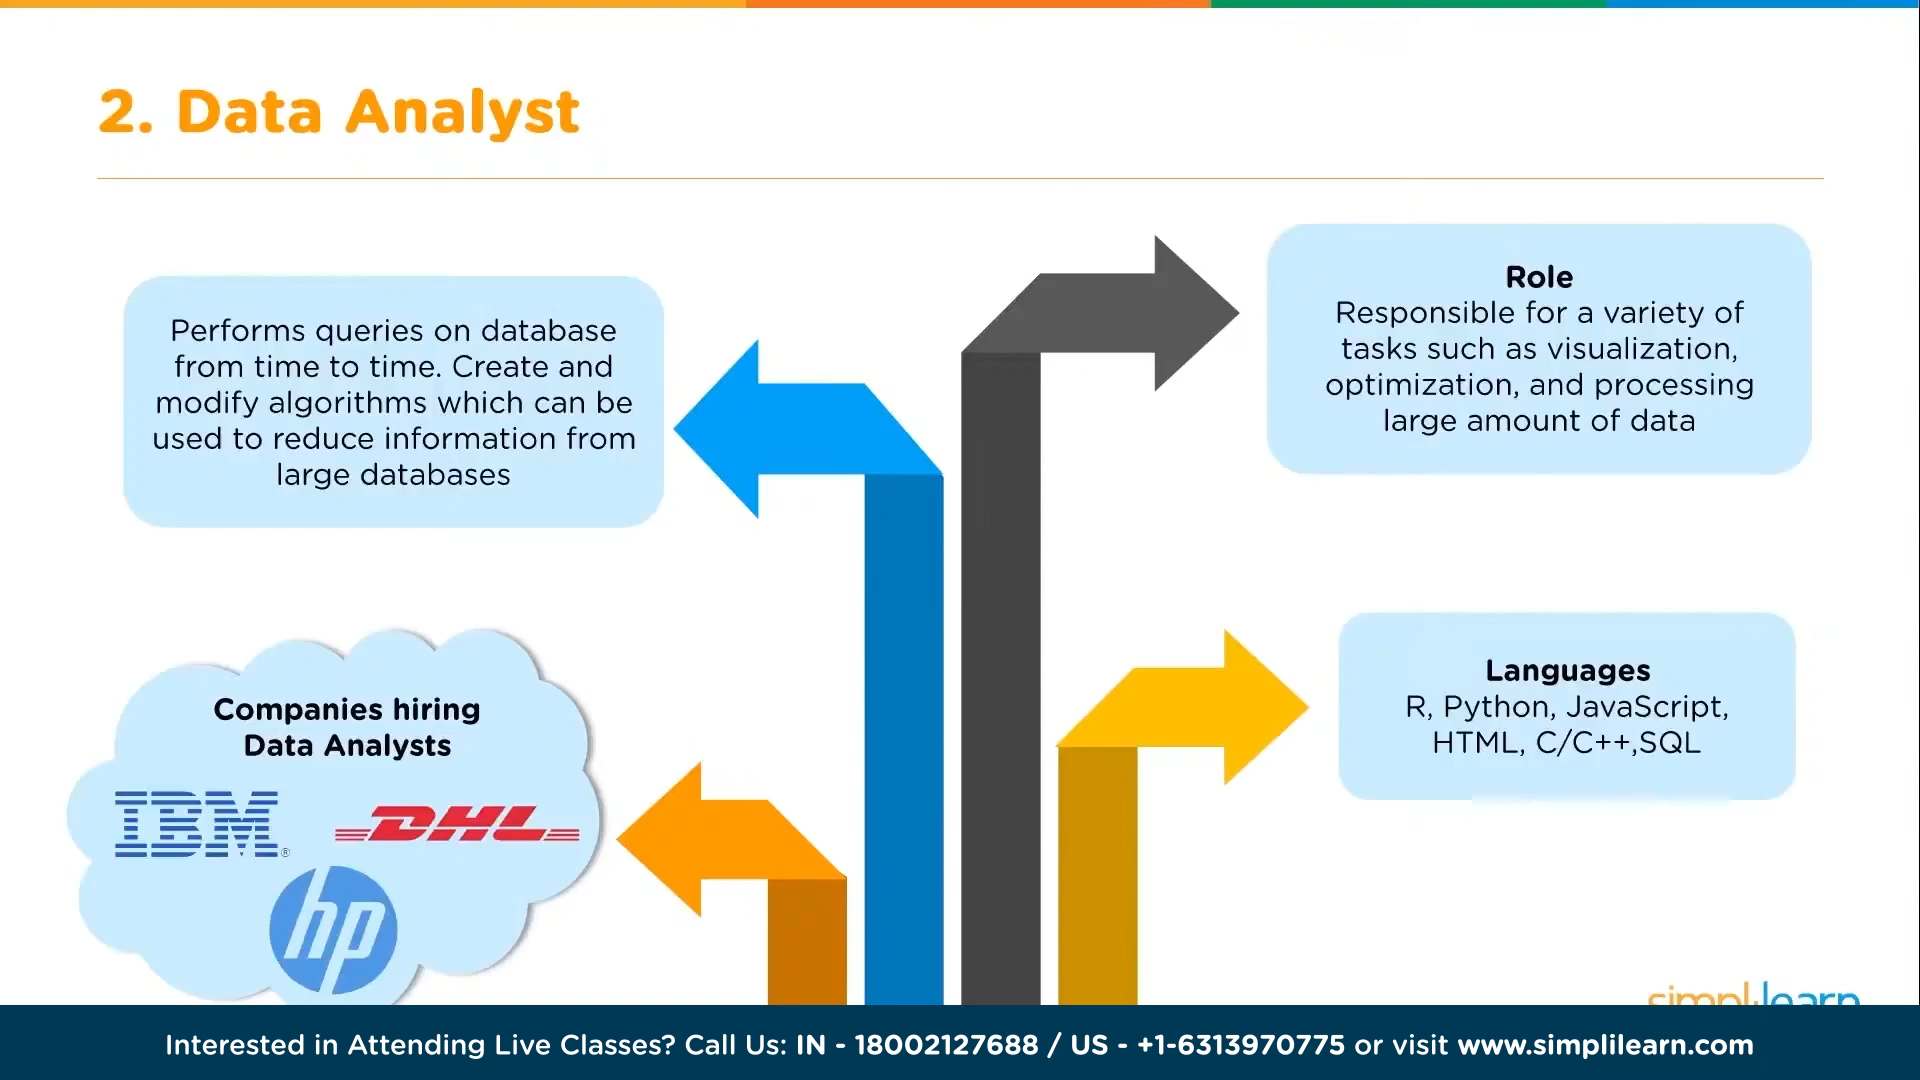 2. Data Analyst
Performs queries on database
from time to time. Create and
modify algorithms which can be
used to reduce information from
large databases
Role
Responsible for a variety of
tasks such as visualization,
optimization, and processing
large amount of data
Languages
R, Python, JavaScript,
HTML, C/C++,SQL
Companies hiring
Data Analysts
IBM®
DHL
hp
simplilearn
Interested in Attending Live Classes? Call Us: IN - 18002127688 / US - +1-6313970775 or visit www.simplilearn.com